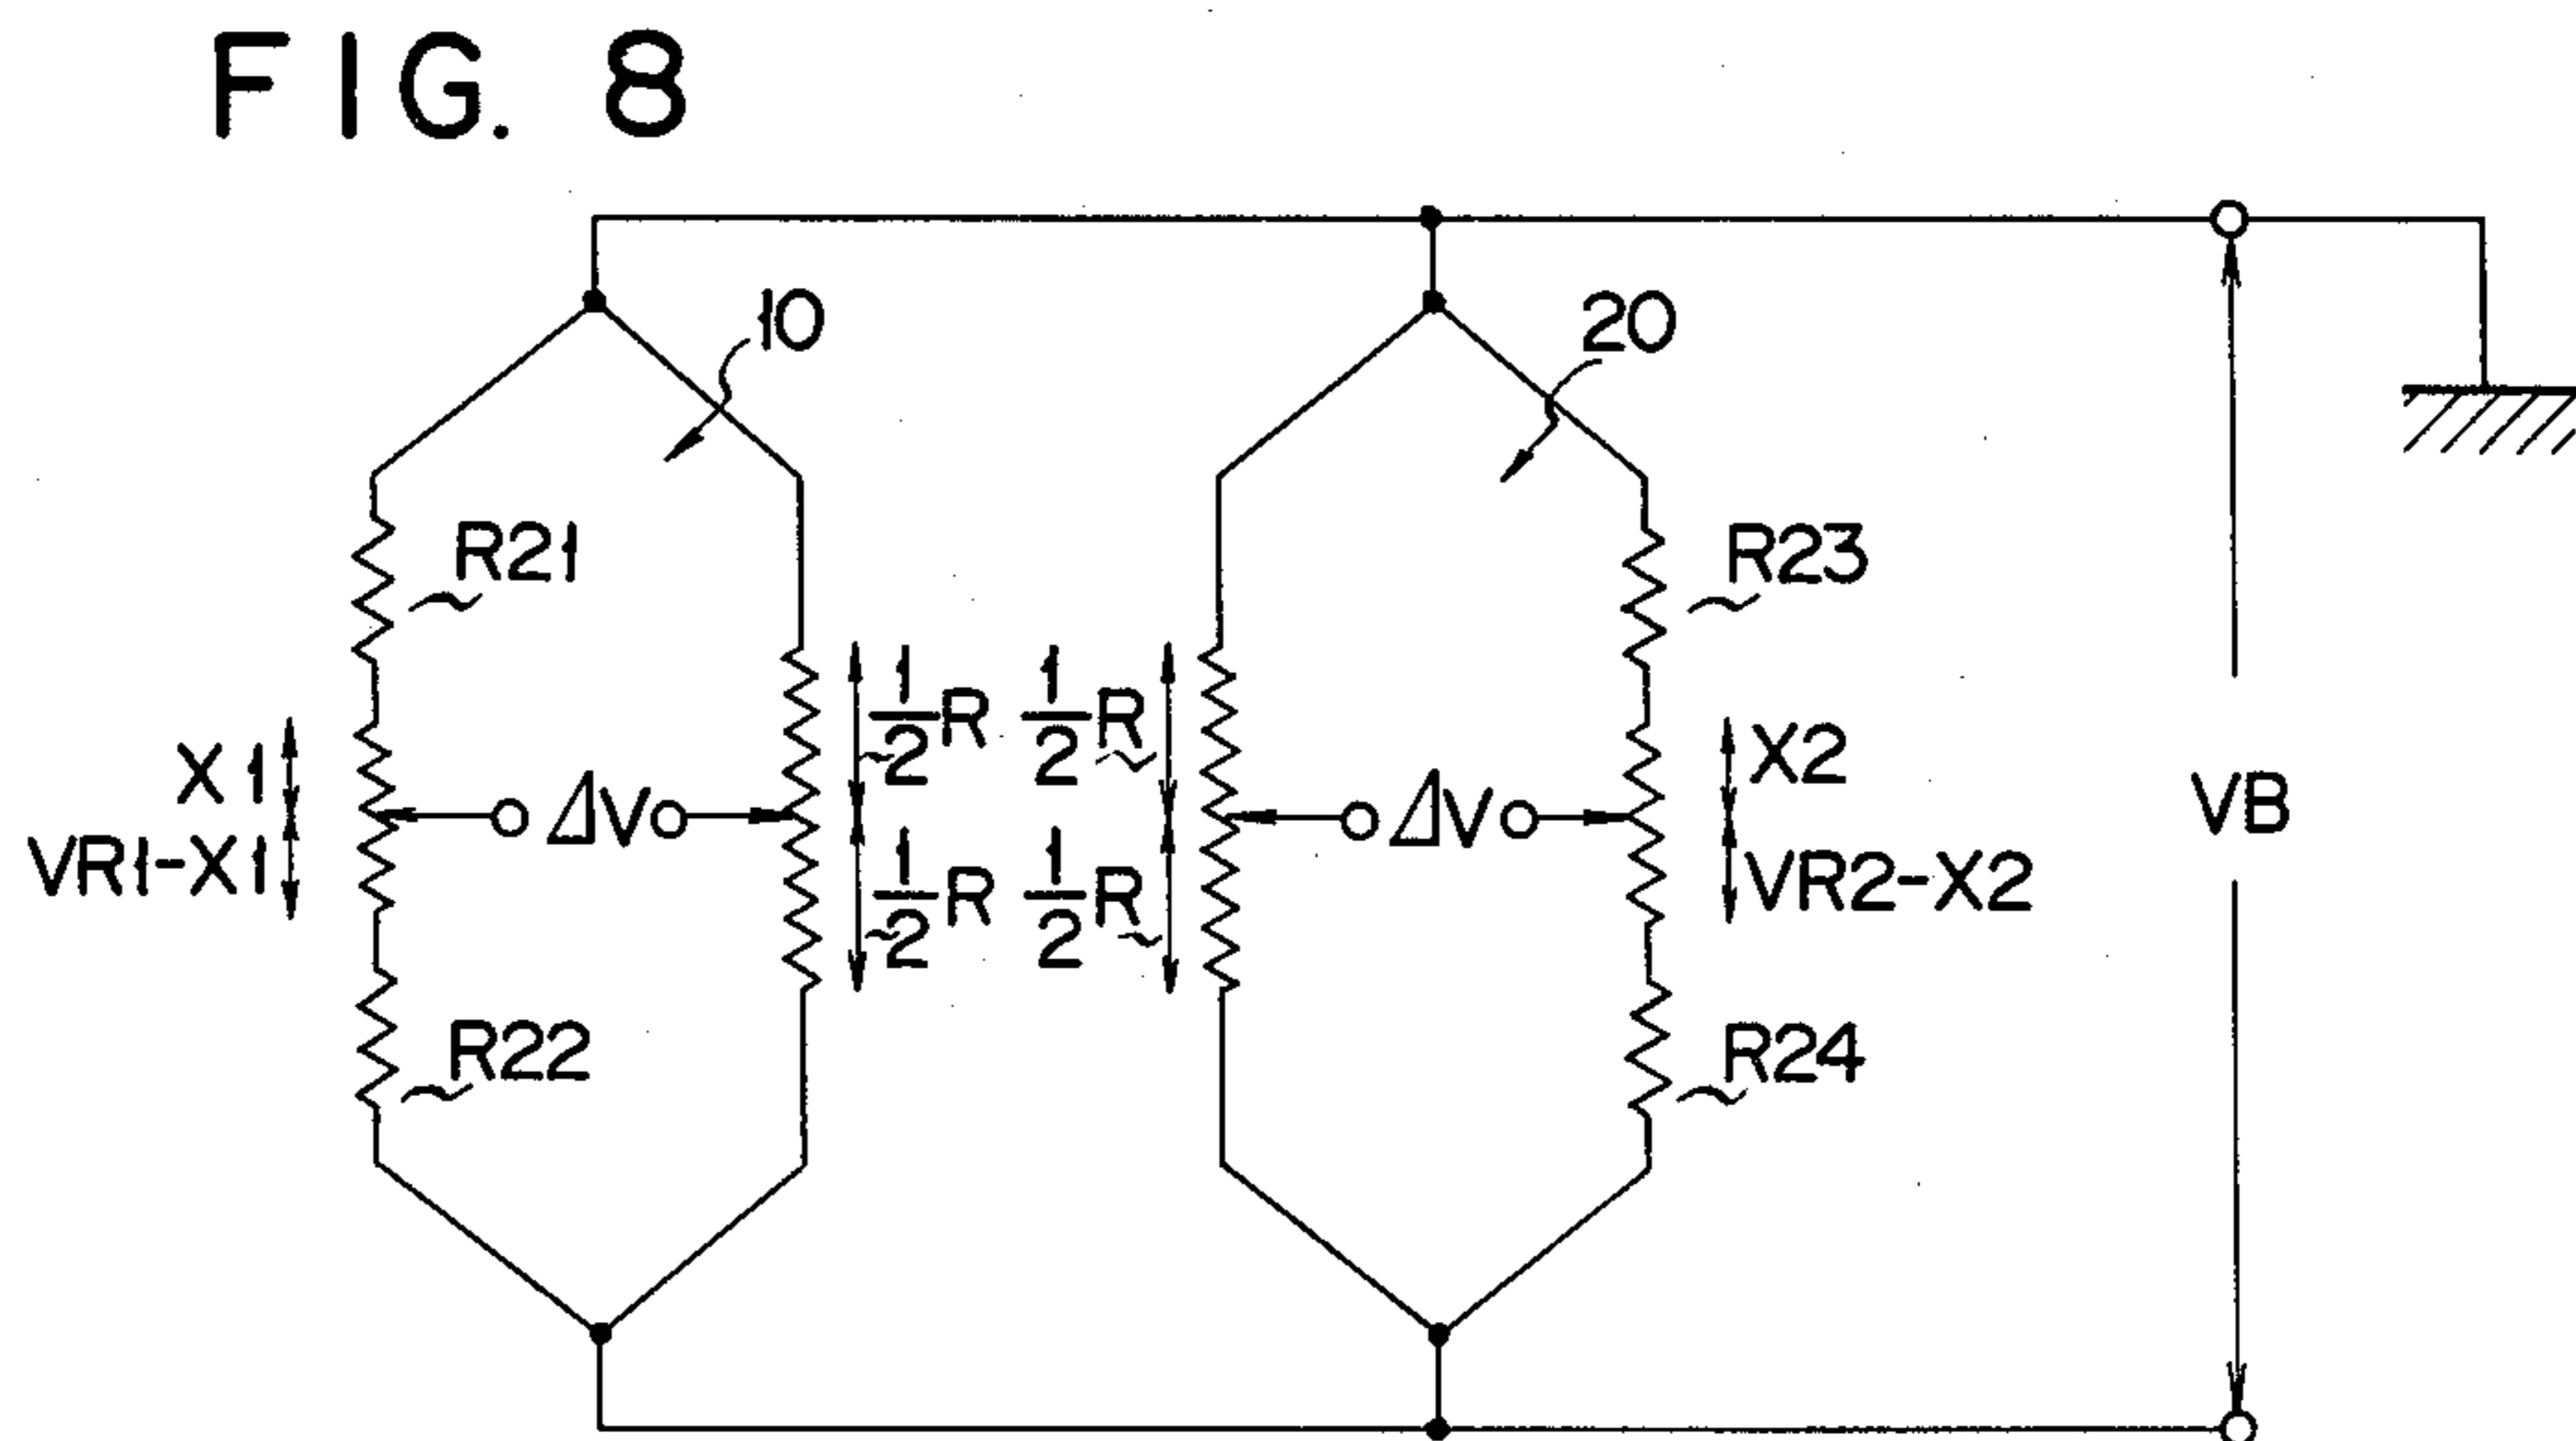 FIG. 8
10
20
R21
R23
X1
1/2R
1/2R
X2
ΔV
ΔV
VB
VR1-X1
1/2R
1/2R
VR2-X2
R22
R24